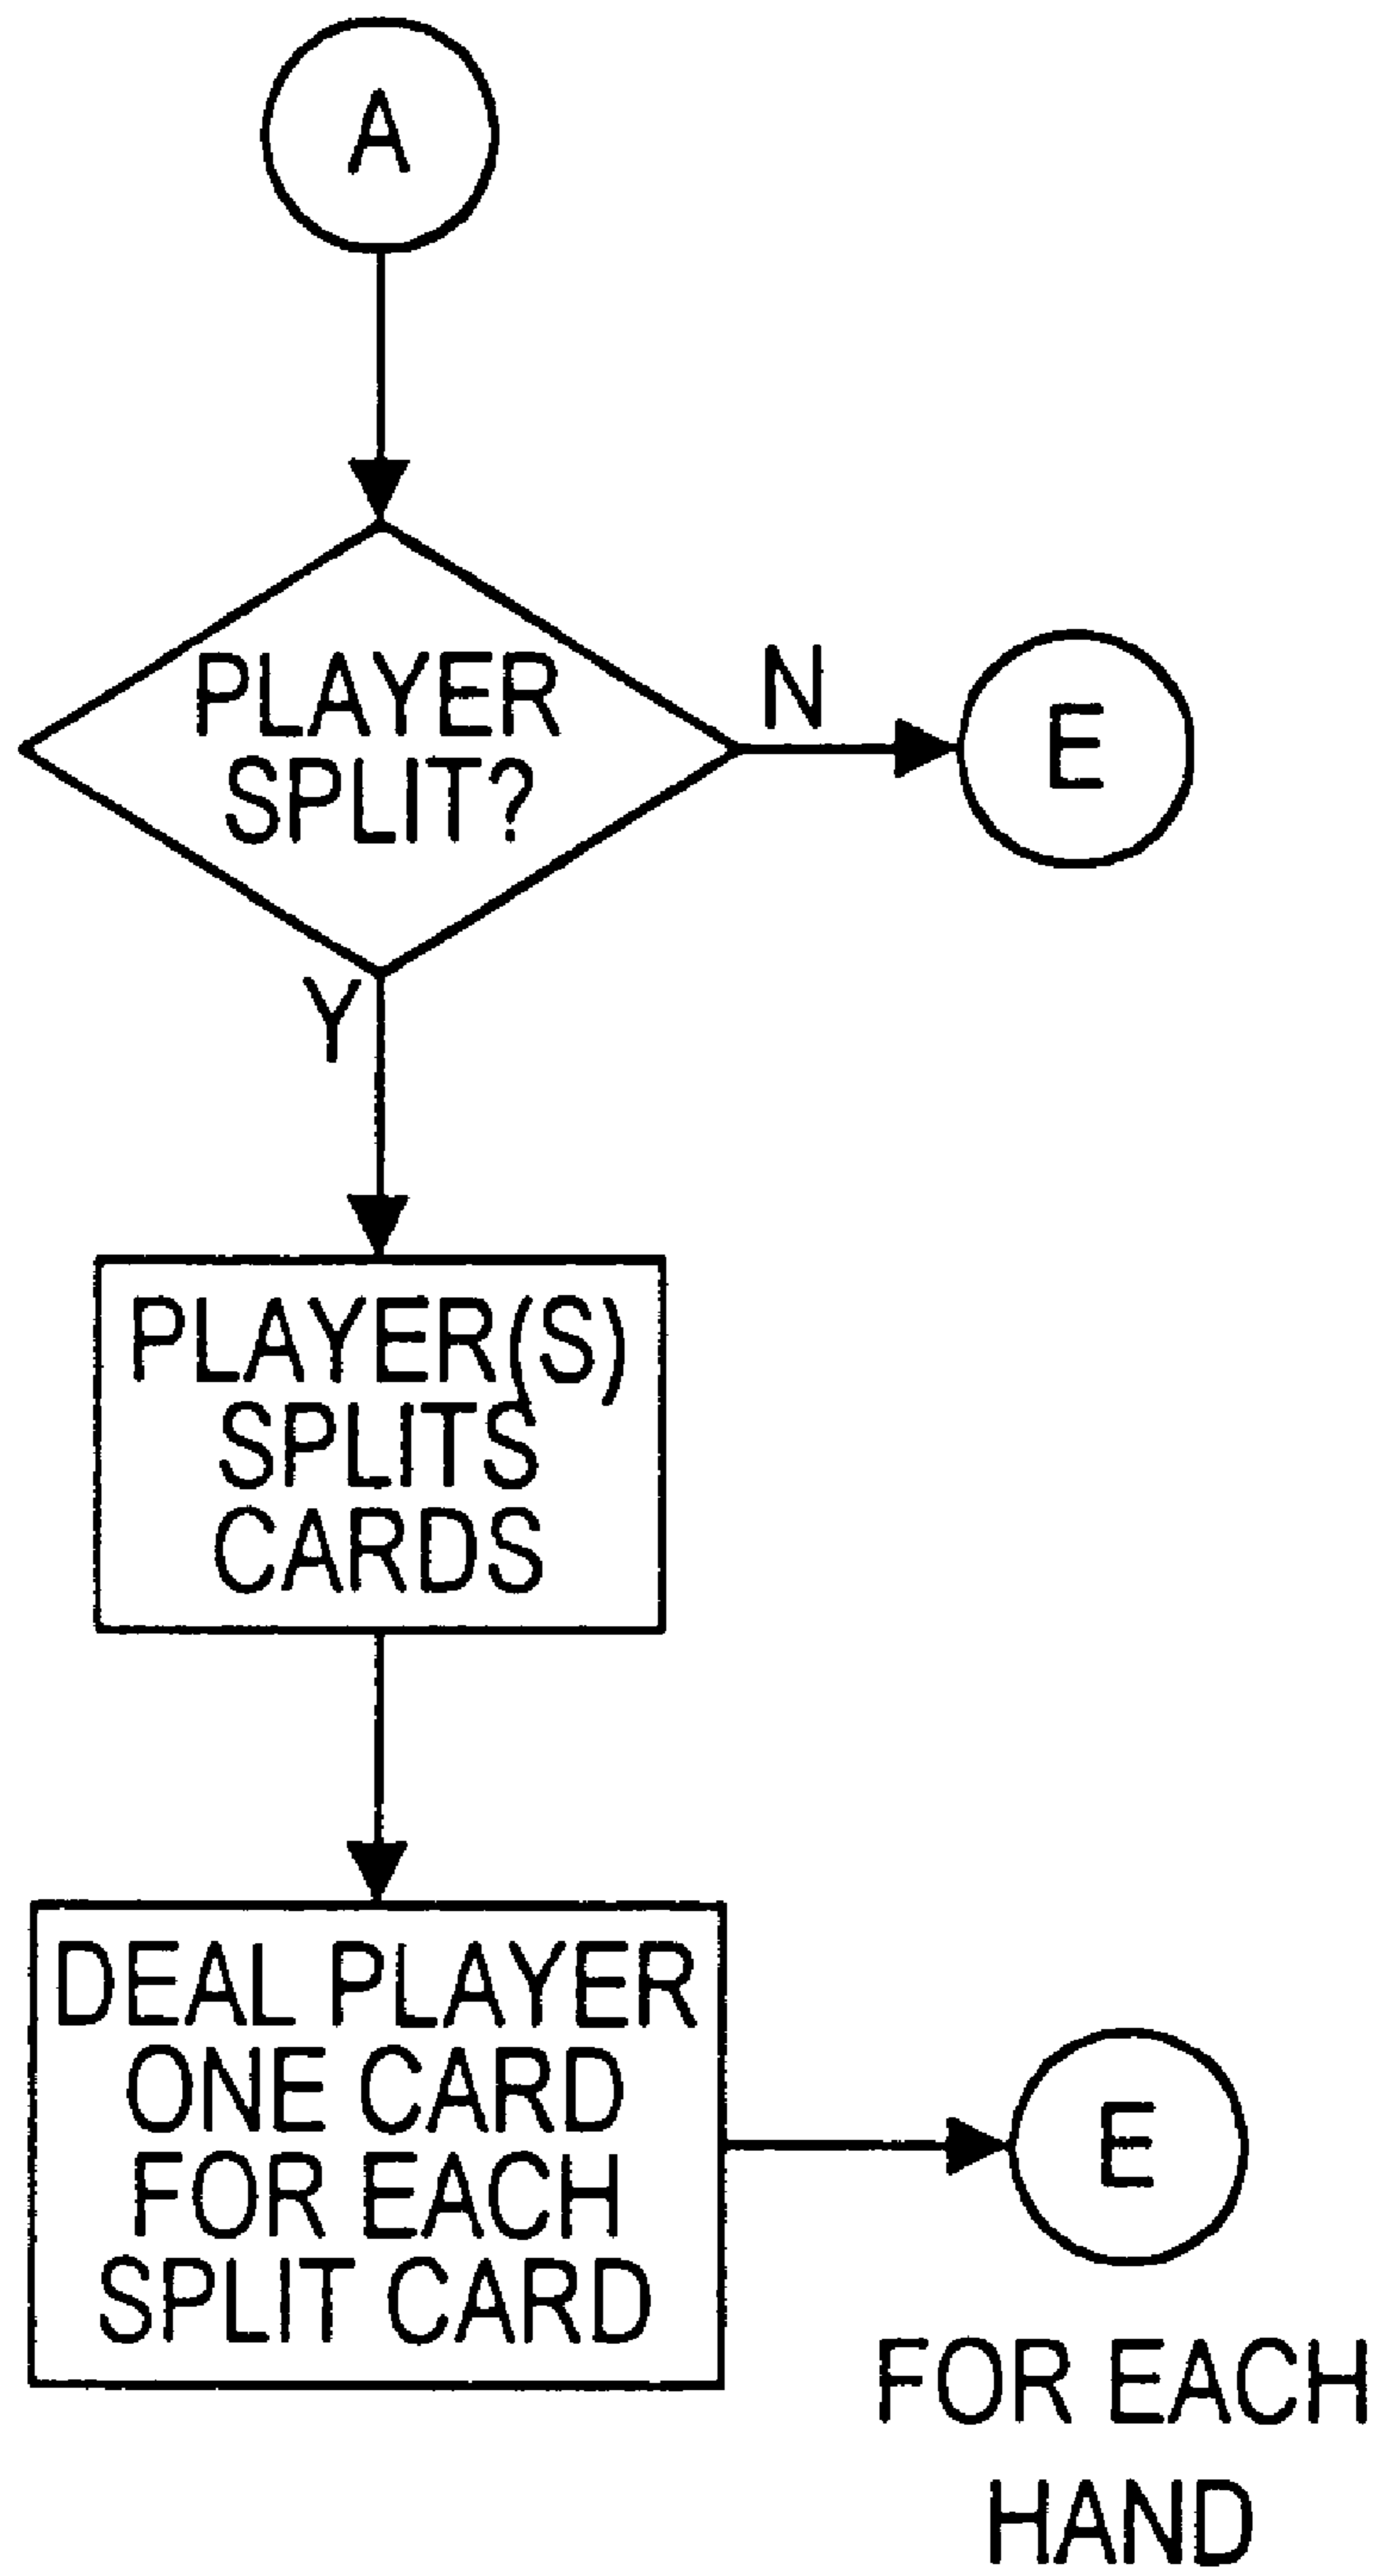 A
PLAYER
SPLIT?
N
E
Y
PLAYER(S)
SPLITS
CARDS
DEAL PLAYER
ONE CARD
FOR EACH
SPLIT CARD
E
FOR EACH
HAND